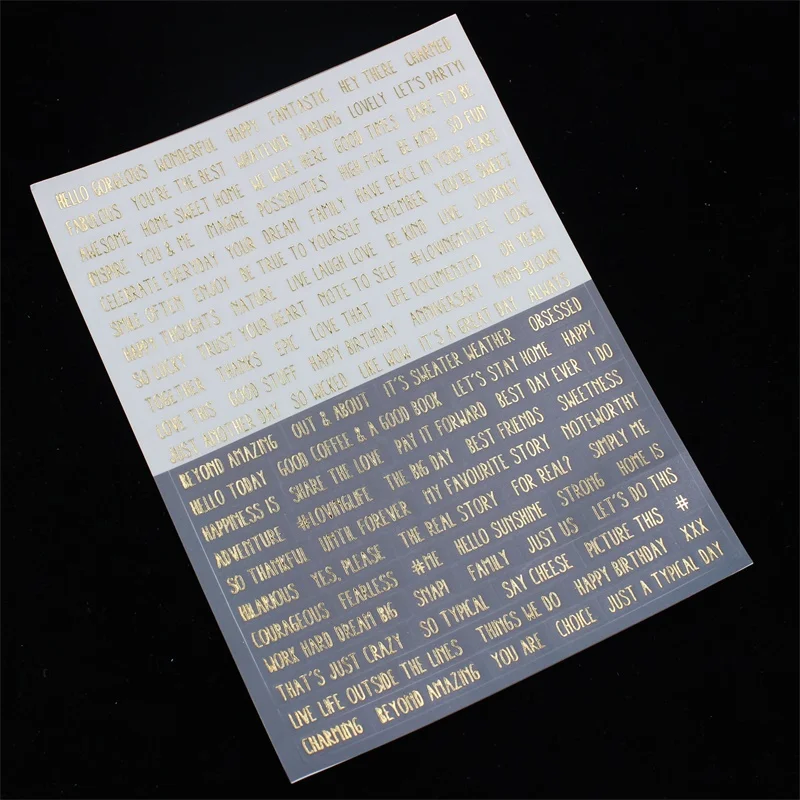 HELLO GORGEOUS WONDERFUL HAPPY FANTASTIC HEY THERE CHARMED
FABULOUS YOU'RE THE BEST WHATEVER DARLING LOVELY LET'S PARTY!
AWESOME HOME SWEET HOME WE WERE HERE GOOD TIMES DARE TO BE
INSPIRE YOU & ME IMAGINE POSSIBILITIES HIGH FIVE BE KIND SO FUN
CELEBRATE EVERYDAY YOUR DREAM FAMILY HAVE PEACE IN YOUR HEART
SMILE OFTEN ENJOY BE TRUE TO YOURSELF REMEMBER YOU'RE SWEET
HAPPY THOUGHTS NATURE LIVE LAUGH LOVE BE KIND LIVE JOURNEY
SO LUCKY TRUST YOUR HEART NOTE TO SELF #LOVINGMYLIFE LOVE
TOGETHER THANKS EPIC LOVE THAT LIFE DOCUMENTED OH YEAH
LOVE THIS GOOD STUFF HAPPY BIRTHDAY ANNIVERSARY MIND-BLOWN
JUST ANOTHER DAY SO WICKED LIKE WOW IT'S A GREAT DAY ALWAYS
BEYOND AMAZING OUT & ABOUT IT'S SWEATER WEATHER OBSESSED
HELLO TODAY GOOD COFFEE & A GOOD BOOK LET'S STAY HOME HAPPY
HAPPINESS IS SHARE THE LOVE PAY IT FORWARD BEST DAY EVER I DO
ADVENTURE #LOVINGLIFE THE BIG DAY BEST FRIENDS SWEETNESS
SO THANKFUL UNTIL FOREVER MY FAVOURITE STORY NOTEWORTHY
HILARIOUS YES, PLEASE THE REAL STORY FOR REAL? SIMPLY ME
COURAGEOUS FEARLESS #ME HELLO SUNSHINE STRONG HOME IS
WORK HARD DREAM BIG SNAP! FAMILY JUST US LET'S DO THIS
THAT'S JUST CRAZY SO TYPICAL SAY CHEESE PICTURE THIS #
LIVE LIFE OUTSIDE THE LINES THINGS WE DO HAPPY BIRTHDAY XXX
CHARMING BEYOND AMAZING YOU ARE CHOICE JUST A TYPICAL DAY